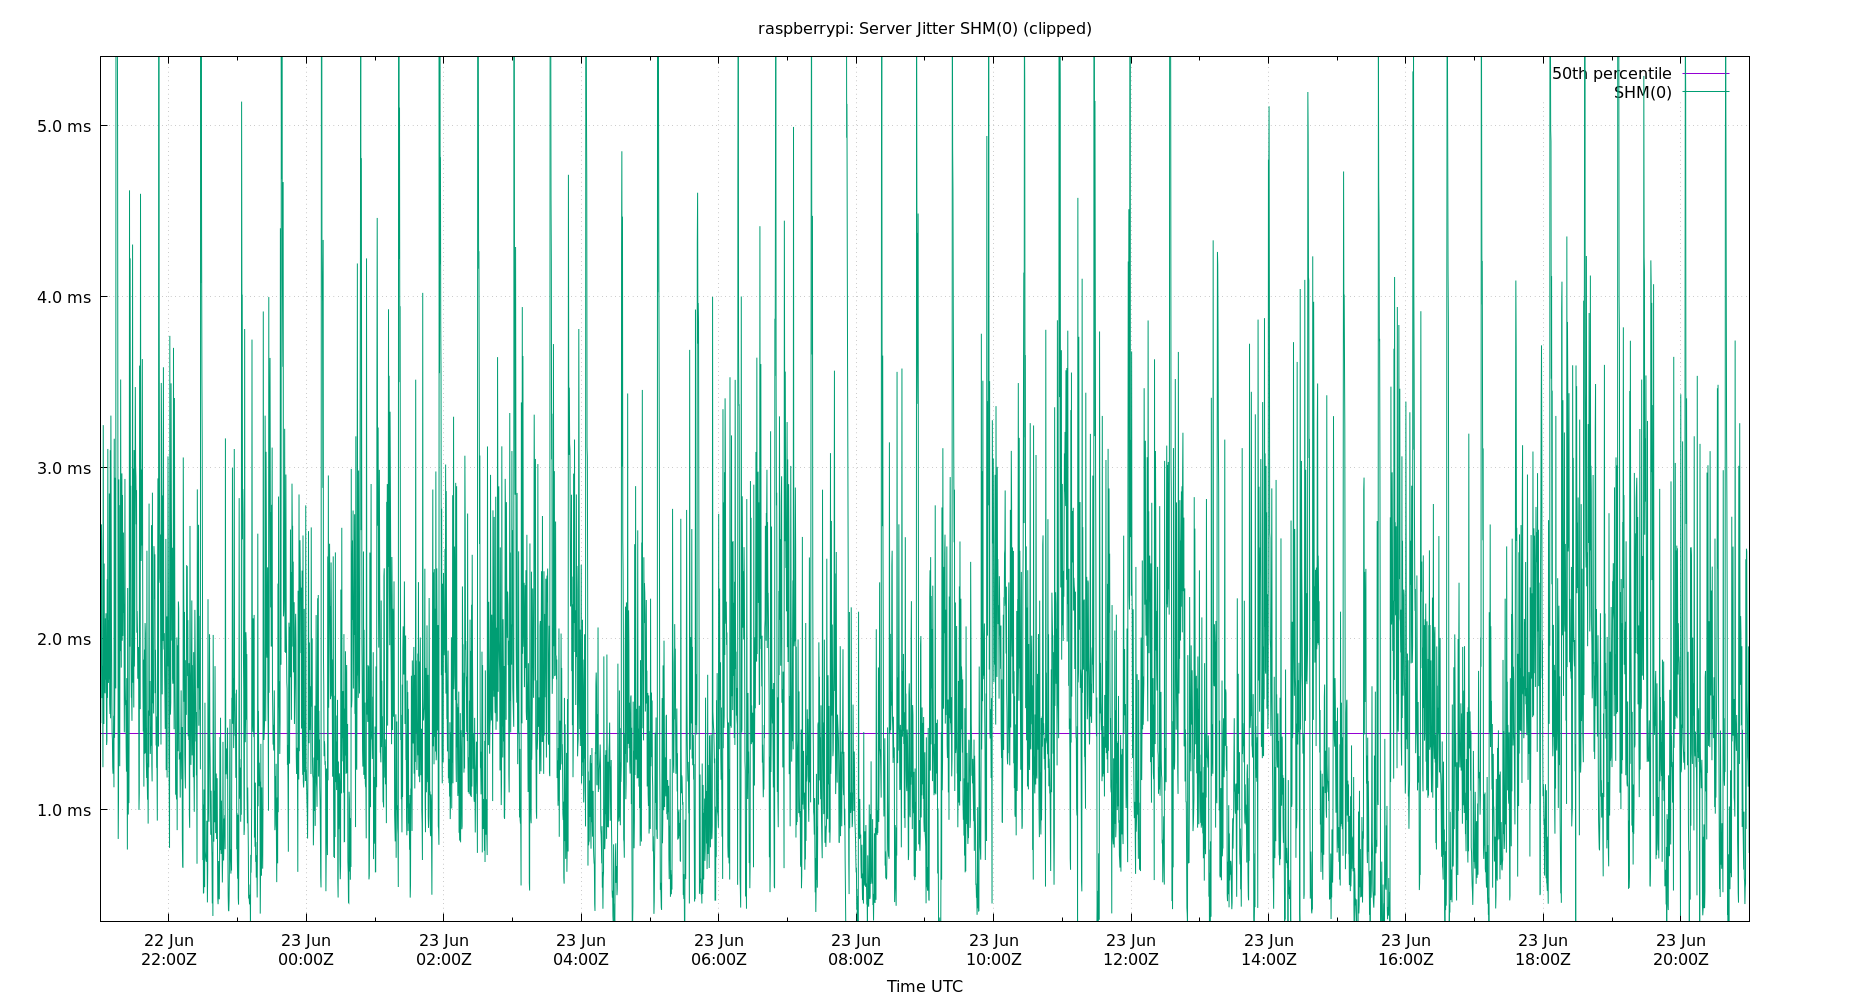 raspberrypi: Server Jitter SHM(0) (clipped)
50th percentile
SHM(0)
5.0 ms
4.0 ms
3.0 ms
2.0 ms
1.0 ms
22 Jun 23 Jun 23 Jun 23 Jun 23 Jun 23 Jun 23 Jun 23 Jun 23 Jun 23 Jun 23 Jun 23 Jun
22:00Z 00:00Z 02:00Z 04:00Z 06:00Z 08:00Z 10:00Z 12:00Z 14:00Z 16:00Z 18:00Z 20:00Z
Time UTC